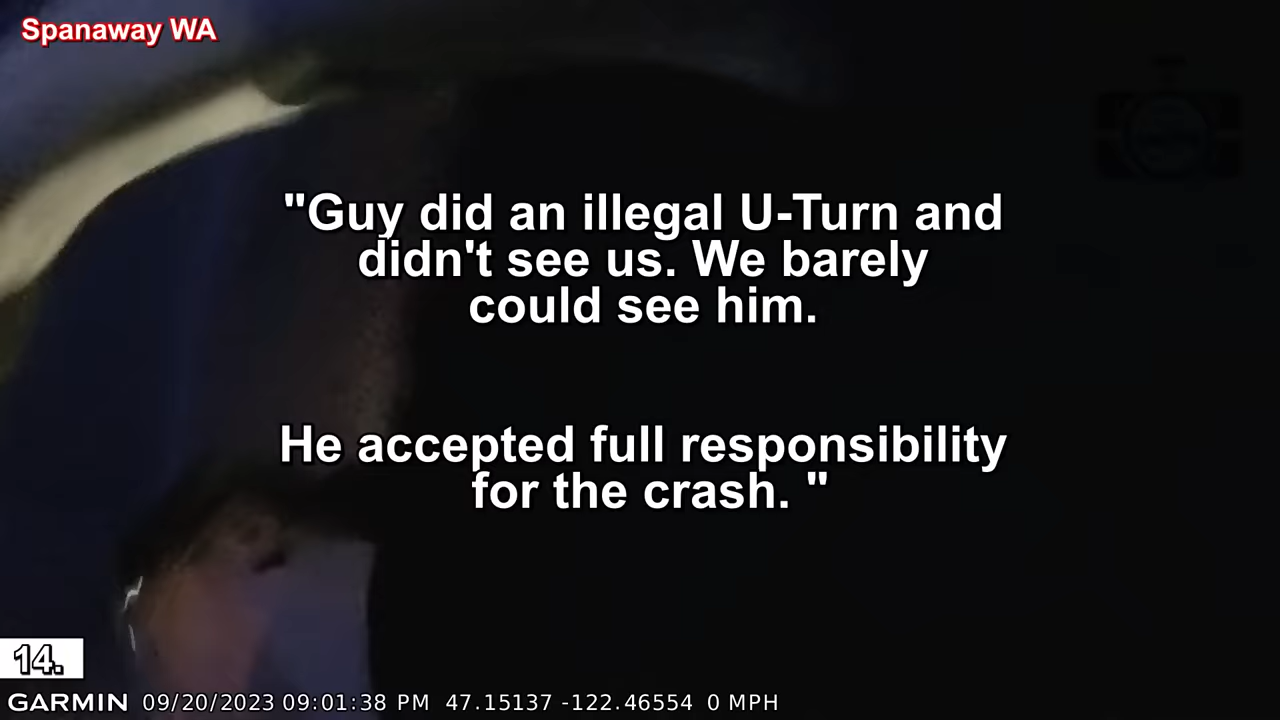 Spanaway WA
"Guy did an illegal U-Turn and
didn't see us. We barely
could see him.
He accepted full responsibility
for the crash. "
14.
GARMIN 09/20/2023 09:01:38 PM 47.15137 -122.46554 0 MPH